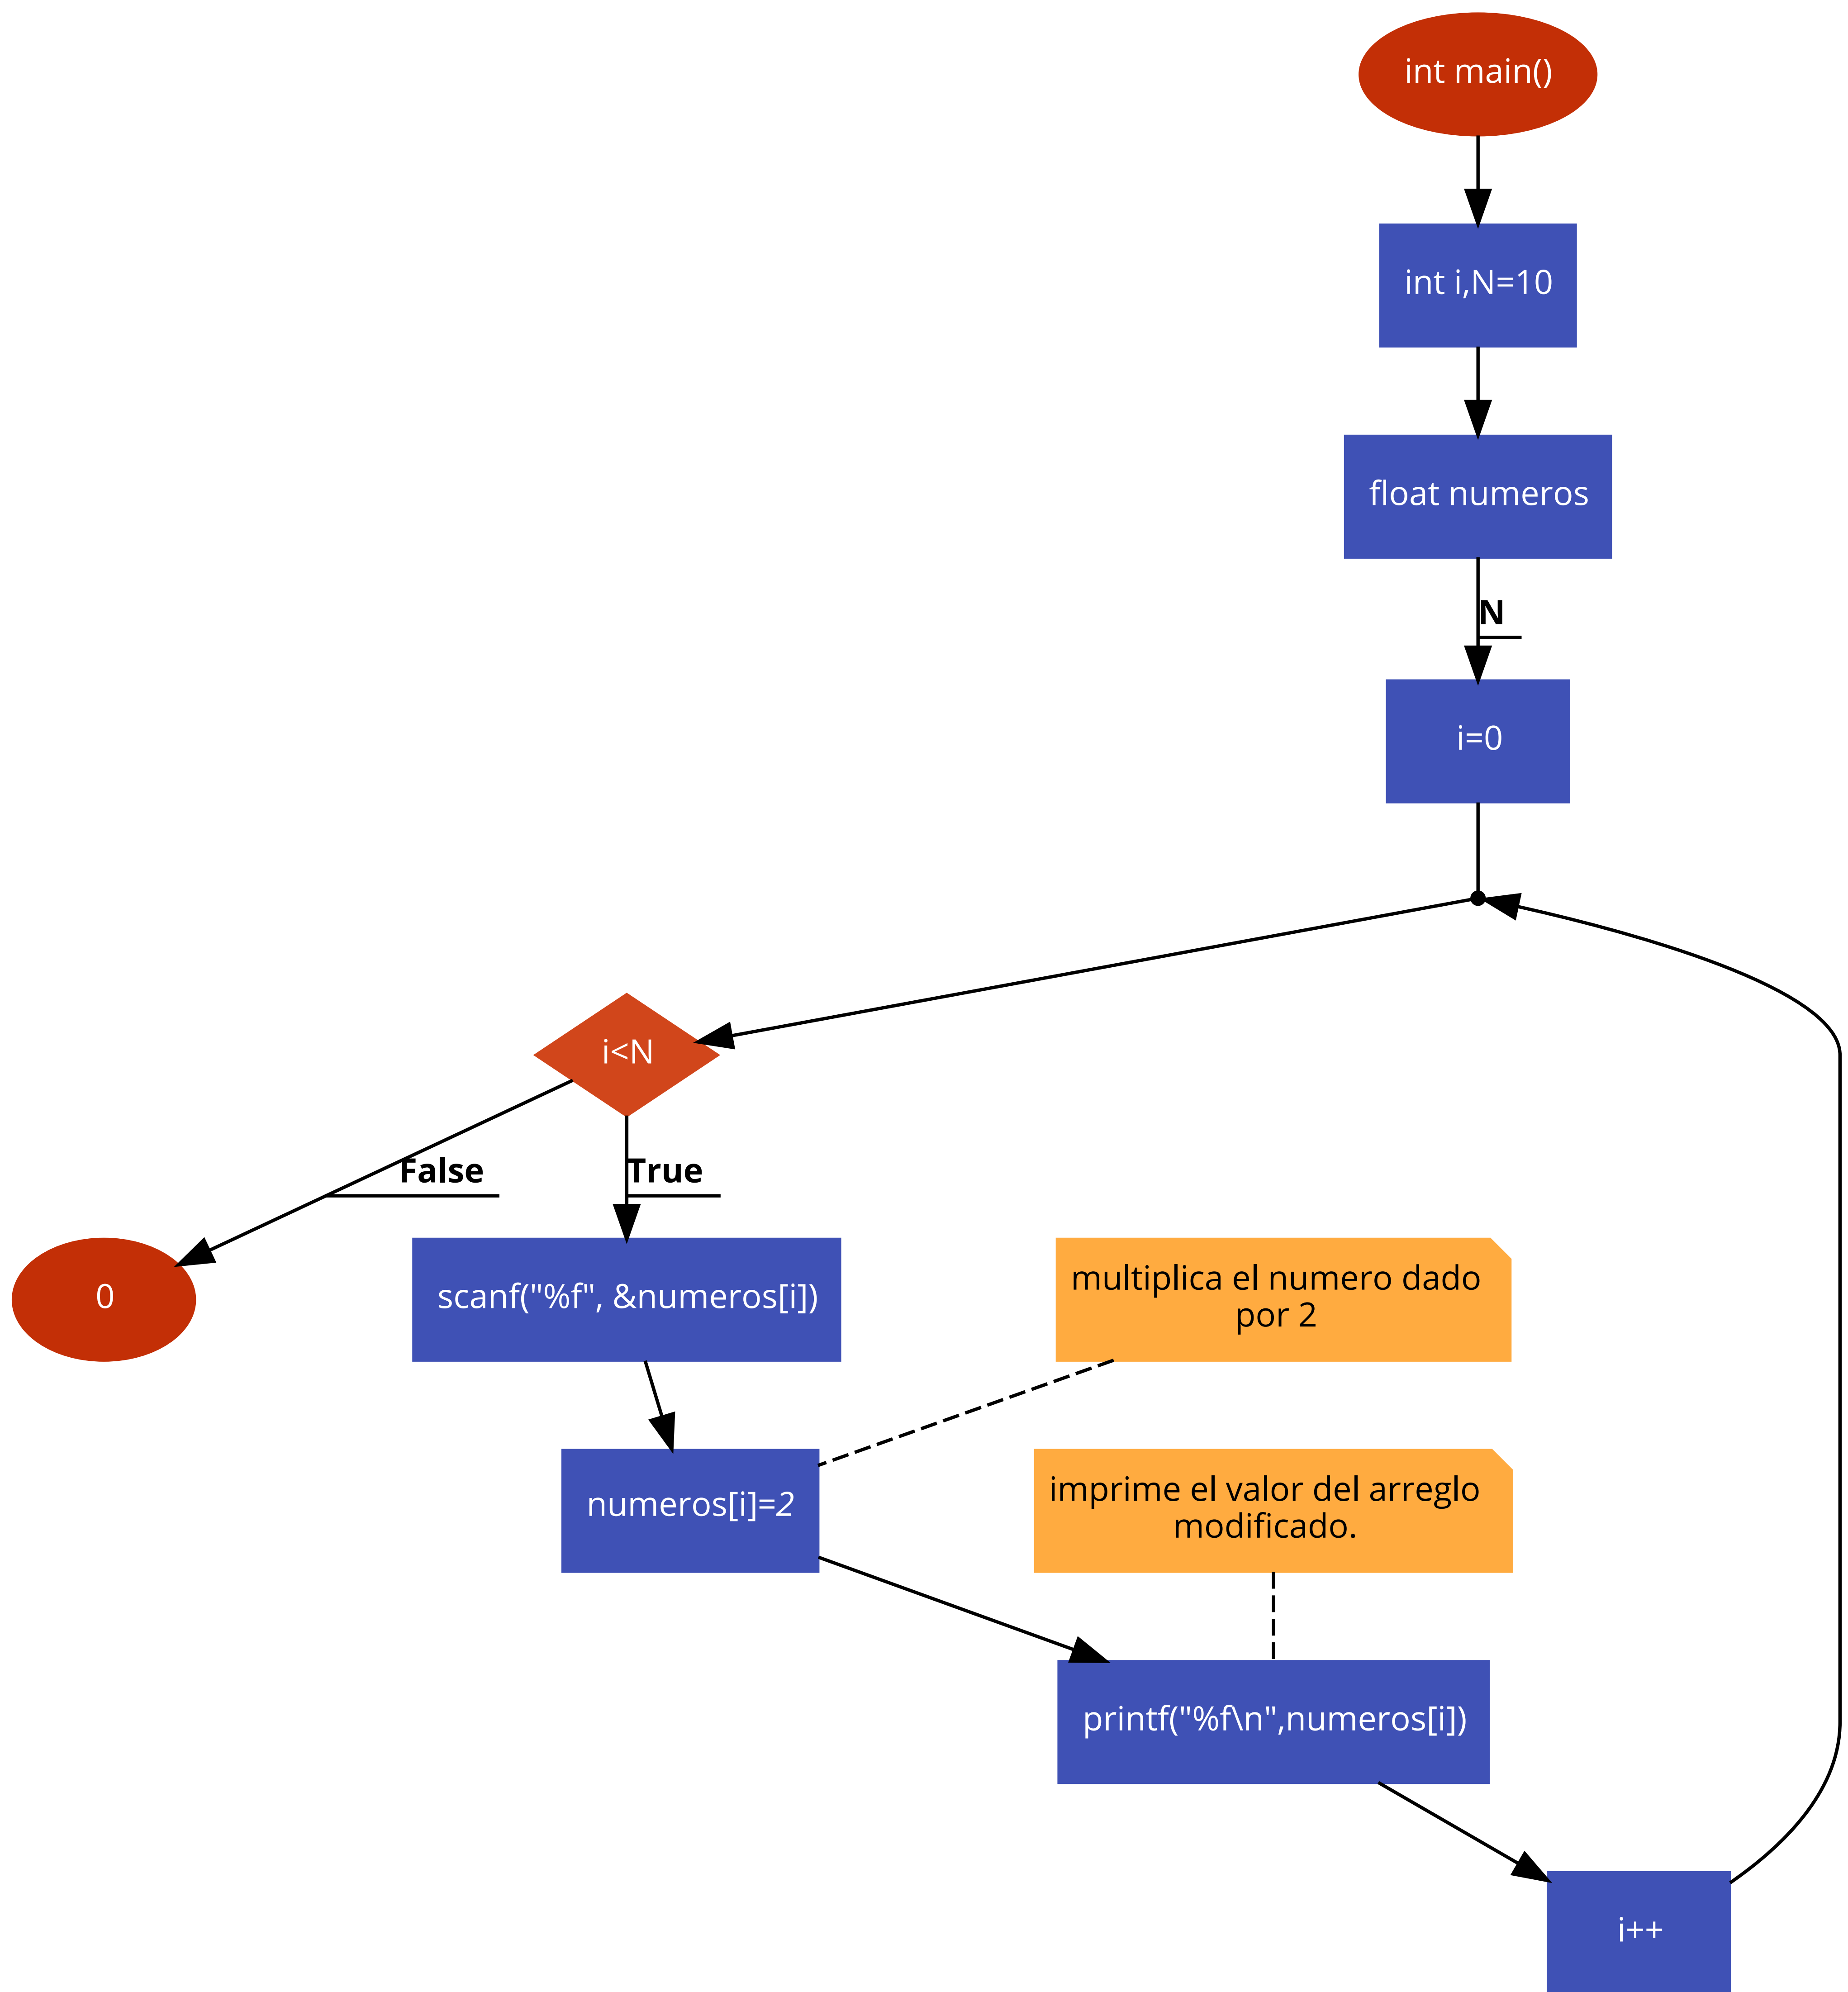 int main()
int i,N=10
float numeros
N
i=0
i<N
False
True
0
scanf("%f", &numeros[i])
multiplica el numero dado
por 2
numeros[i]=2
imprime el valor del arreglo
modificado.
printf("%f\n",numeros[i])
i++